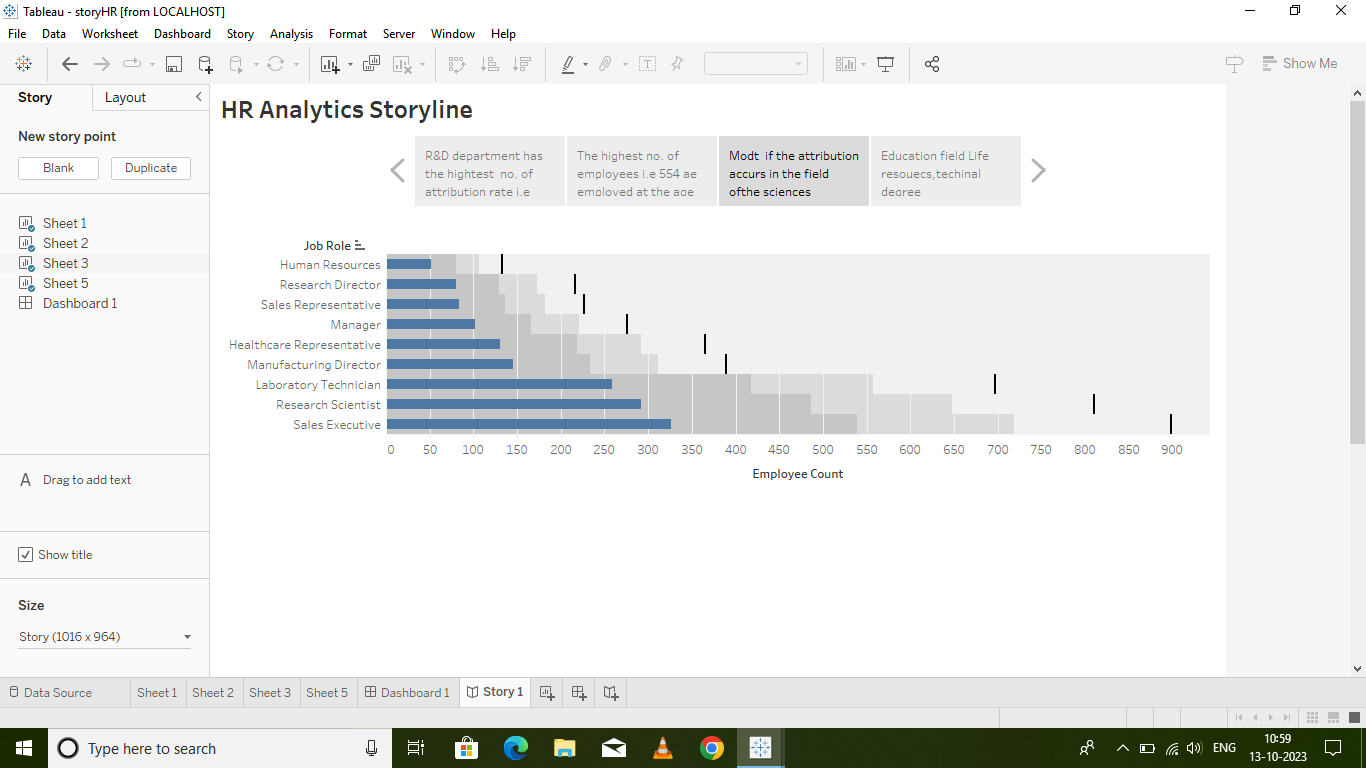 Tableau - storyHR [from LOCALHOST]
File Data Worksheet Dashboard Story Analysis Format Server Window Help
Show Me
Story Layout
New story point
Blank Duplicate
Sheet 1
Sheet 2
Sheet 3
Sheet 5
Dashboard 1
A Drag to add text
Show title
Size
Story (1016 x 964)
HR Analytics Storyline
R&D department has
the hightest no. of
attribution rate i.e
The highest no. of
employees i.e 554 ae
employed at the age
Modt if the attribution
accurs in the field
ofthe sciences
Education field Life
resouecs,techinal
degree
Job Role
Human Resources
Research Director
Sales Representative
Manager
Healthcare Representative
Manufacturing Director
Laboratory Technician
Research Scientist
Sales Executive
0 50 100 150 200 250 300 350 400 450 500 550 600 650 700 750 800 850 900
Employee Count
Data Source Sheet 1 Sheet 2 Sheet 3 Sheet 5 Dashboard 1 Story 1
Type here to search
ENG
10:59
13-10-2023